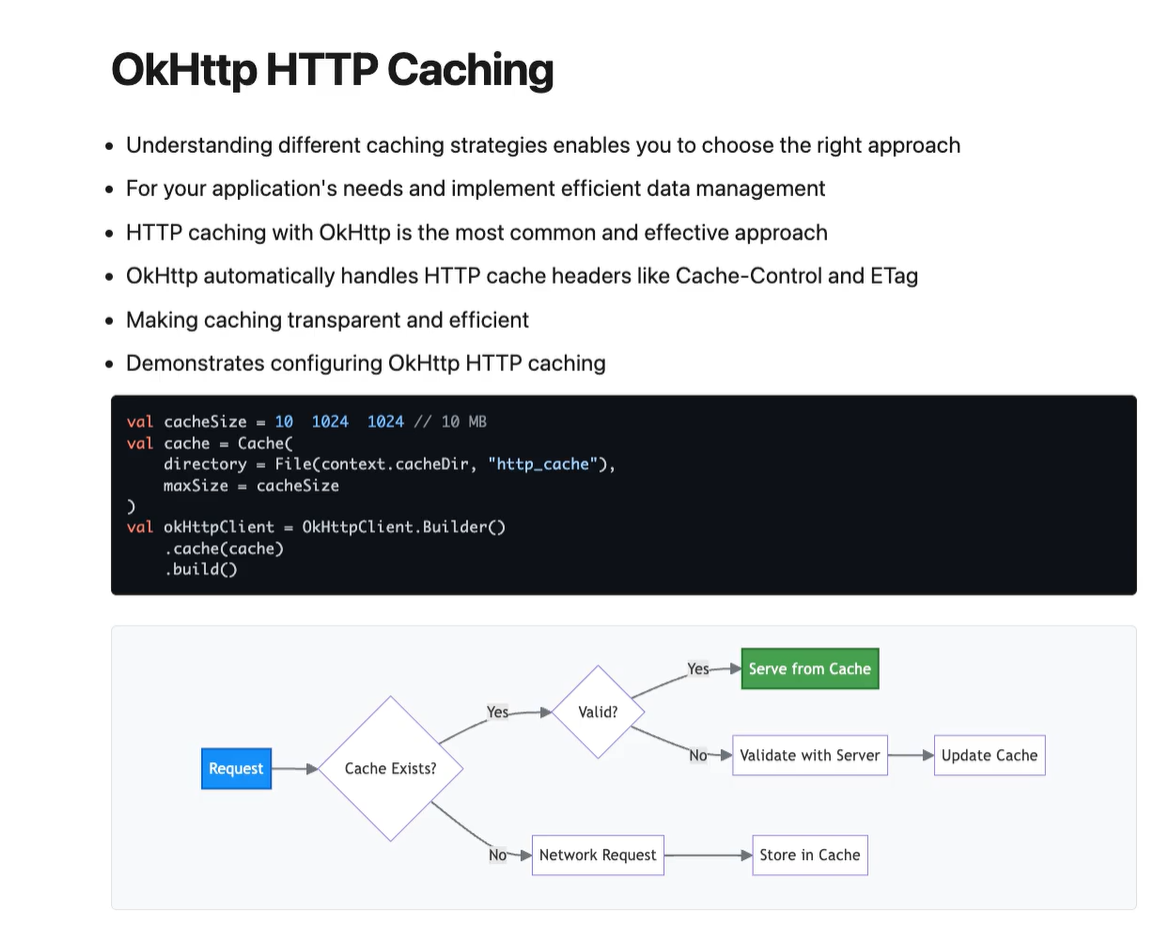 OkHttp HTTP Caching
• Understanding different caching strategies enables you to choose the right approach
• For your application's needs and implement efficient data management
• HTTP caching with OkHttp is the most common and effective approach
• OkHttp automatically handles HTTP cache headers like Cache-Control and ETag
• Making caching transparent and efficient
• Demonstrates configuring OkHttp HTTP caching
val cacheSize = 10  1024  1024 // 10 MB
val cache = Cache(
    directory = File(context.cacheDir, "http_cache"),
    maxSize = cacheSize
)
val okHttpClient = OkHttpClient.Builder()
    .cache(cache)
    .build()
Request
Cache Exists?
Yes
Valid?
Yes
Serve from Cache
No
Validate with Server
Update Cache
No
Network Request
Store in Cache